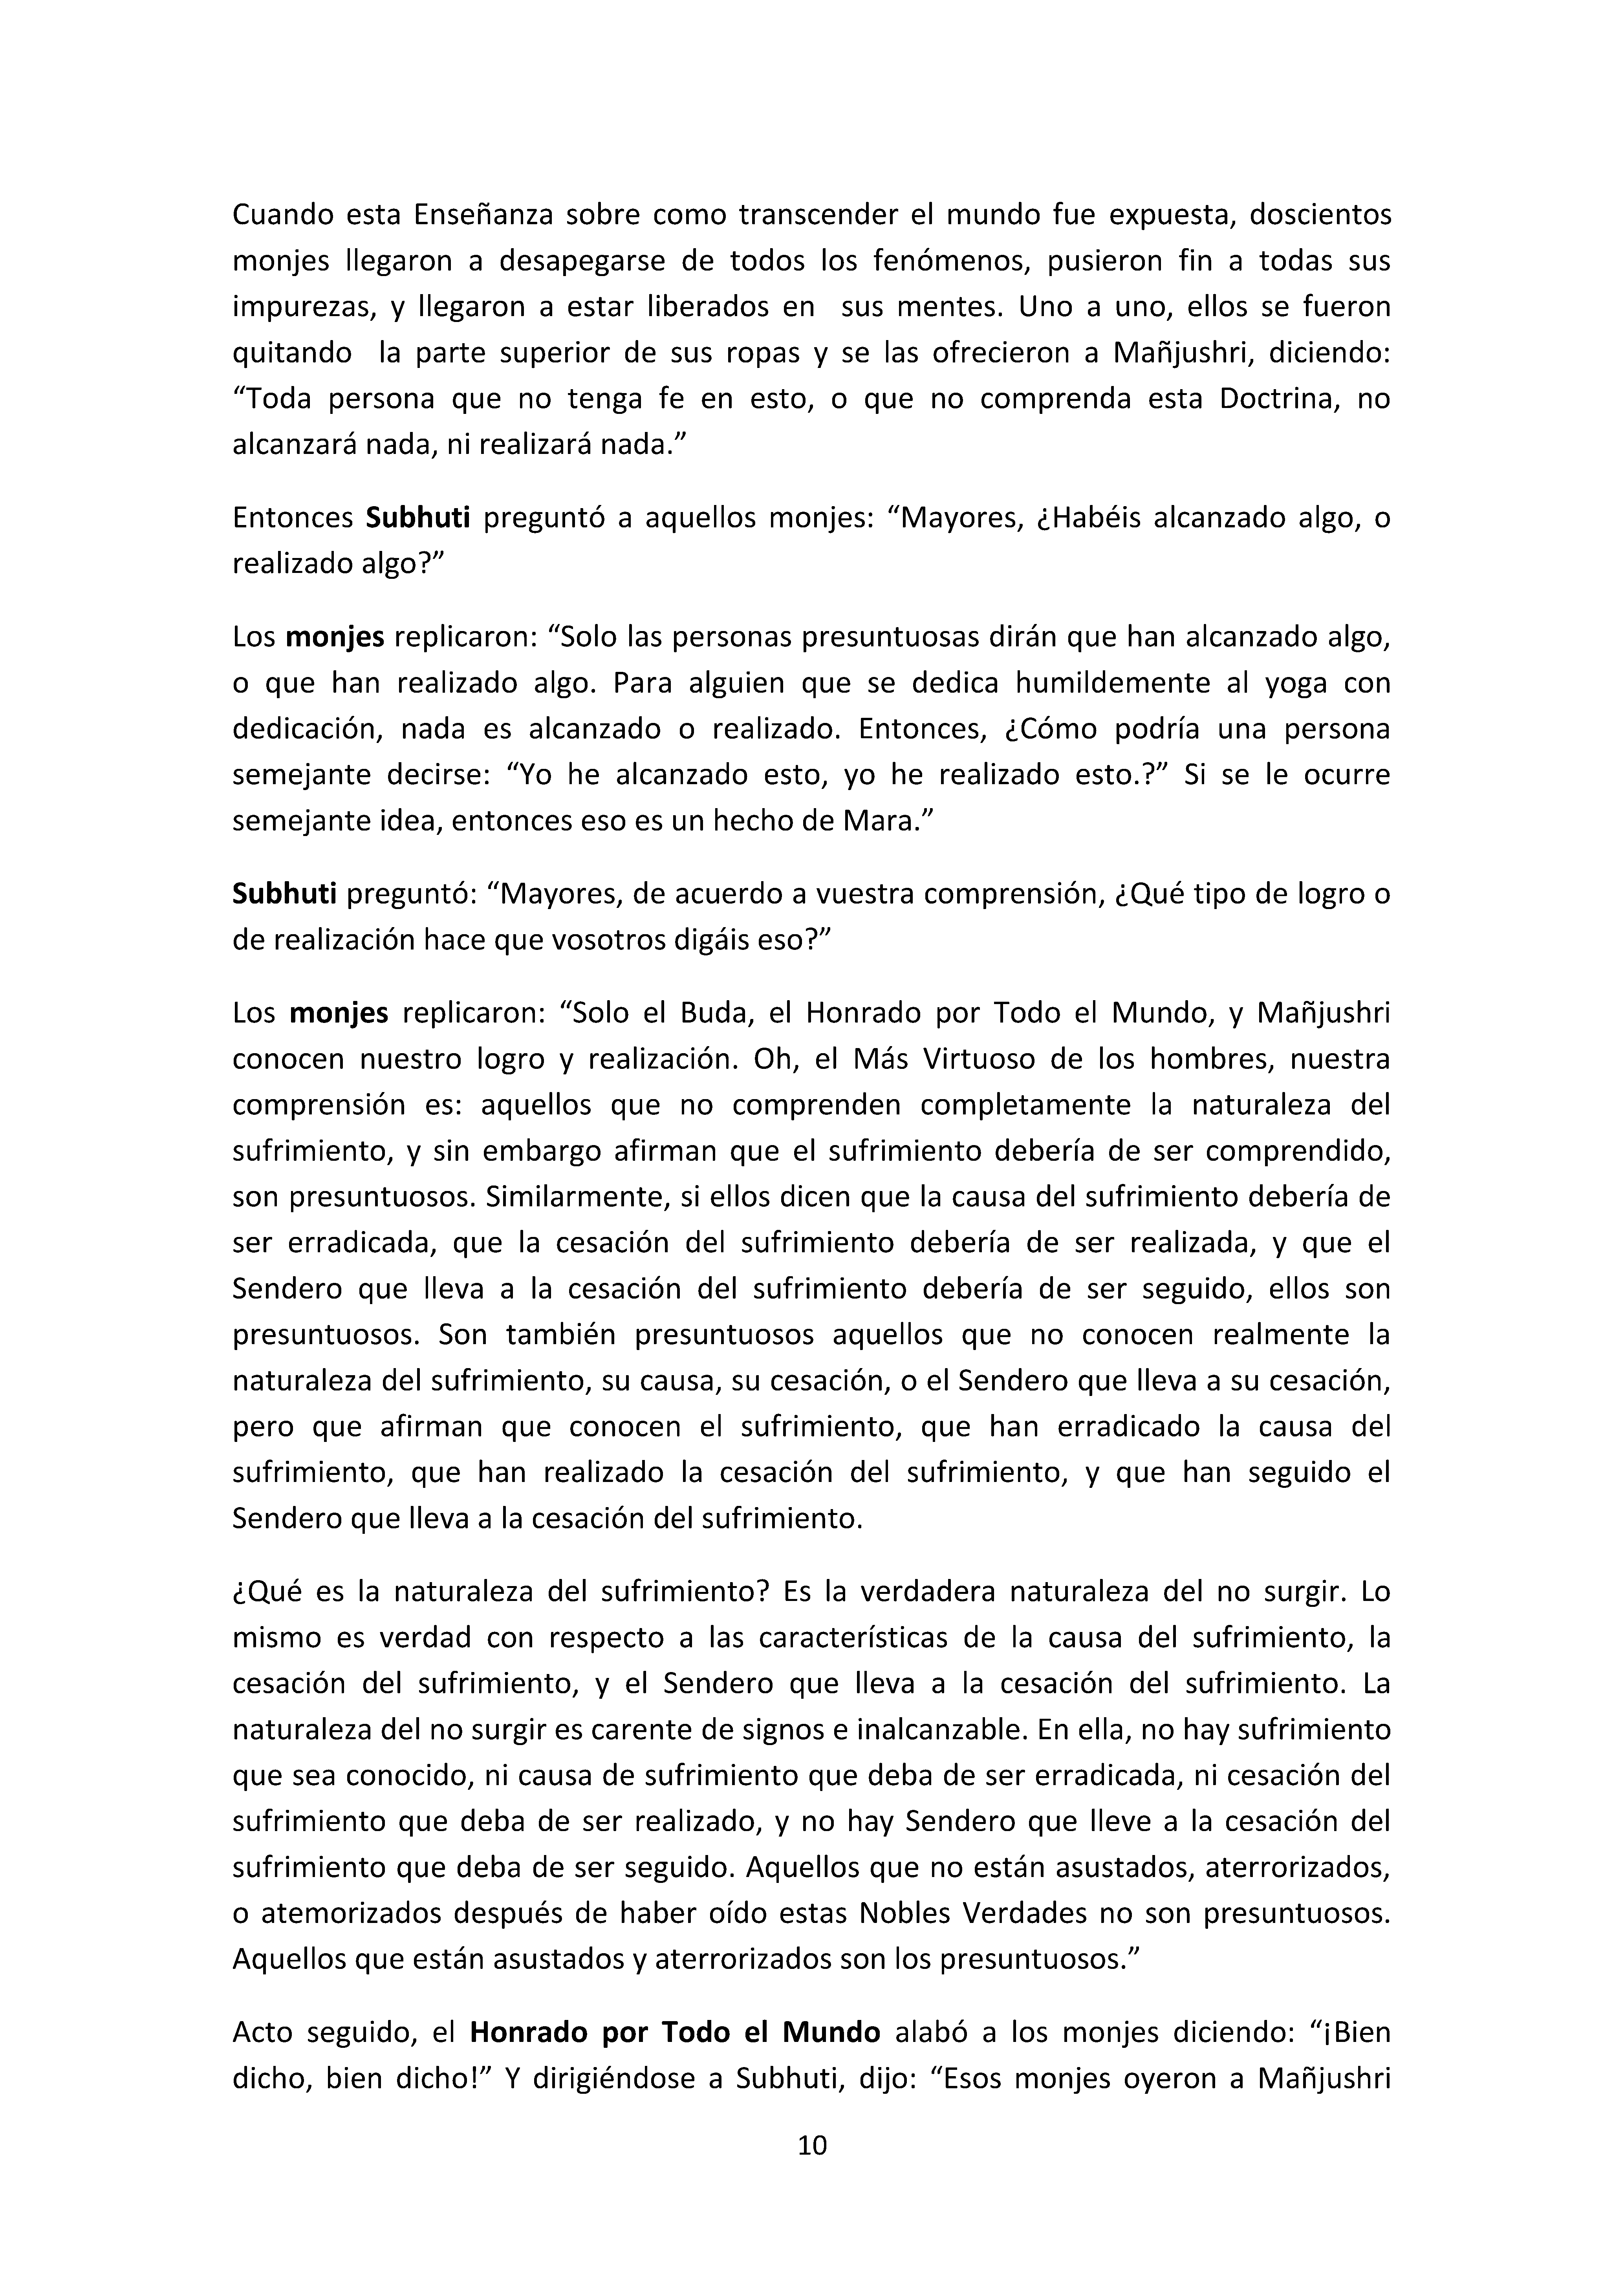 Cuando esta Enseñanza sobre como transcender el mundo fue expuesta, doscientos
monjes llegaron a desapegarse de todos los fenómenos, pusieron fin a todas sus
impurezas, y llegaron a estar liberados en sus mentes. Uno a uno, ellos se fueron
quitando la parte superior de sus ropas y se las ofrecieron a Mañjushri, diciendo:
“Toda persona que no tenga fe en esto, o que no comprenda esta Doctrina, no
alcanzará nada, ni realizará nada.”
Entonces Subhuti preguntó a aquellos monjes: “Mayores, ¿Habéis alcanzado algo, o
realizado algo?”
Los monjes replicaron: “Solo las personas presuntuosas dirán que han alcanzado algo,
o que han realizado algo. Para alguien que se dedica humildemente al yoga con
dedicación, nada es alcanzado o realizado. Entonces, ¿Cómo podría una persona
semejante decirse: “Yo he alcanzado esto, yo he realizado esto.?” Si se le ocurre
semejante idea, entonces eso es un hecho de Mara.”
Subhuti preguntó: “Mayores, de acuerdo a vuestra comprensión, ¿Qué tipo de logro o
de realización hace que vosotros digáis eso?”
Los monjes replicaron: “Solo el Buda, el Honrado por Todo el Mundo, y Mañjushri
conocen nuestro logro y realización. Oh, el Más Virtuoso de los hombres, nuestra
comprensión es: aquellos que no comprenden completamente la naturaleza del
sufrimiento, y sin embargo afirman que el sufrimiento debería de ser comprendido,
son presuntuosos. Similarmente, si ellos dicen que la causa del sufrimiento debería de
ser erradicada, que la cesación del sufrimiento debería de ser realizada, y que el
Sendero que lleva a la cesación del sufrimiento debería de ser seguido, ellos son
presuntuosos. Son también presuntuosos aquellos que no conocen realmente la
naturaleza del sufrimiento, su causa, su cesación, o el Sendero que lleva a su cesación,
pero que afirman que conocen el sufrimiento, que han erradicado la causa del
sufrimiento, que han realizado la cesación del sufrimiento, y que han seguido el
Sendero que lleva a la cesación del sufrimiento.
¿Qué es la naturaleza del sufrimiento? Es la verdadera naturaleza del no surgir. Lo
mismo es verdad con respecto a las características de la causa del sufrimiento, la
cesación del sufrimiento, y el Sendero que lleva a la cesación del sufrimiento. La
naturaleza del no surgir es carente de signos e inalcanzable. En ella, no hay sufrimiento
que sea conocido, ni causa de sufrimiento que deba de ser erradicada, ni cesación del
sufrimiento que deba de ser realizado, y no hay Sendero que lleve a la cesación del
sufrimiento que deba de ser seguido. Aquellos que no están asustados, aterrorizados,
o atemorizados después de haber oído estas Nobles Verdades no son presuntuosos.
Aquellos que están asustados y aterrorizados son los presuntuosos.”
Acto seguido, el Honrado por Todo el Mundo alabó a los monjes diciendo: “¡Bien
dicho, bien dicho!” Y dirigiéndose a Subhuti, dijo: “Esos monjes oyeron a Mañjushri
10